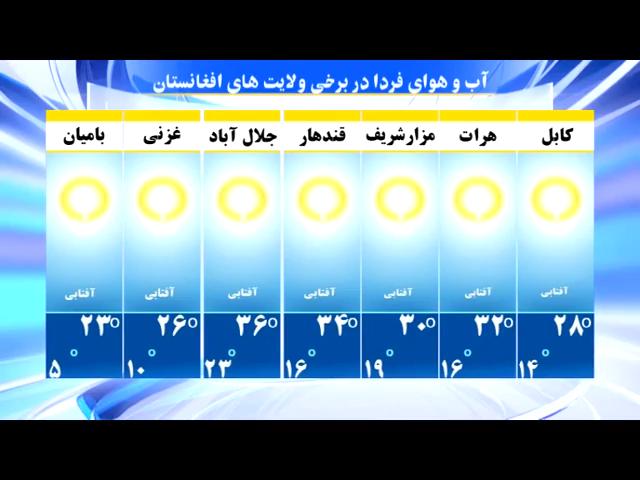 آب و هوای فردا در برخی ولایت های افغانستان
کابل هرات مزارشریف قندهار جلال آباد غزنی بامیان
آفتابی آفتابی آفتابی آفتابی آفتابی آفتابی آفتابی
۲۸° ۳۲° ۳۰° ۳۴° ۳۶° ۲۶° ۲۳°
۱۴° ۱۶° ۱۹° ۱۶° ۲۳° ۱۰° ۵°